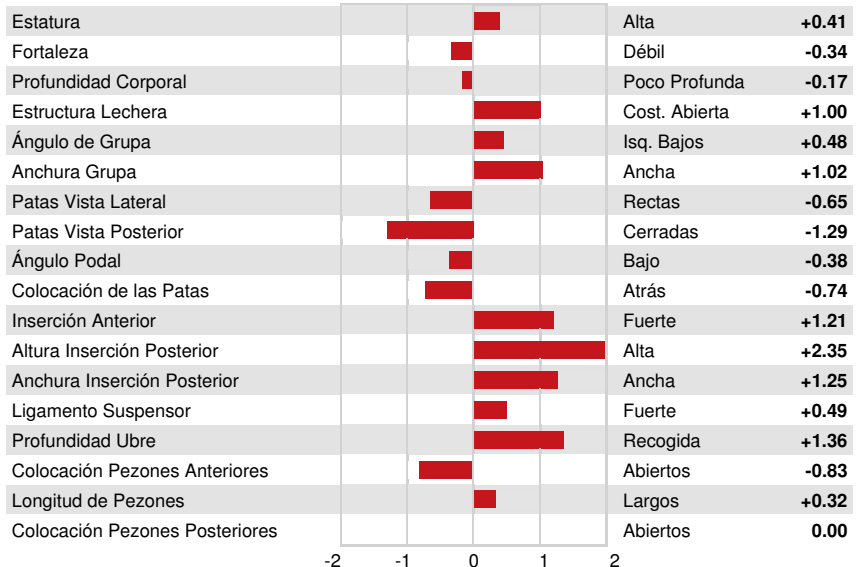 Estatura Alta +0.41
Fortaleza Débil -0.34
Profundidad Corporal Poco Profunda -0.17
Estructura Lechera Cost. Abierta +1.00
Ángulo de Grupa Isq. Bajos +0.48
Anchura Grupa Ancha +1.02
Patas Vista Lateral Rectas -0.65
Patas Vista Posterior Cerradas -1.29
Ángulo Podal Bajo -0.38
Colocación de las Patas Atrás -0.74
Inserción Anterior Fuerte +1.21
Altura Inserción Posterior Alta +2.35
Anchura Inserción Posterior Ancha +1.25
Ligamento Suspensor Fuerte +0.49
Profundidad Ubre Recogida +1.36
Colocación Pezones Anteriores Abiertos -0.83
Longitud de Pezones Largos +0.32
Colocación Pezones Posteriores Abiertos 0.00
-2 -1 0 1 2